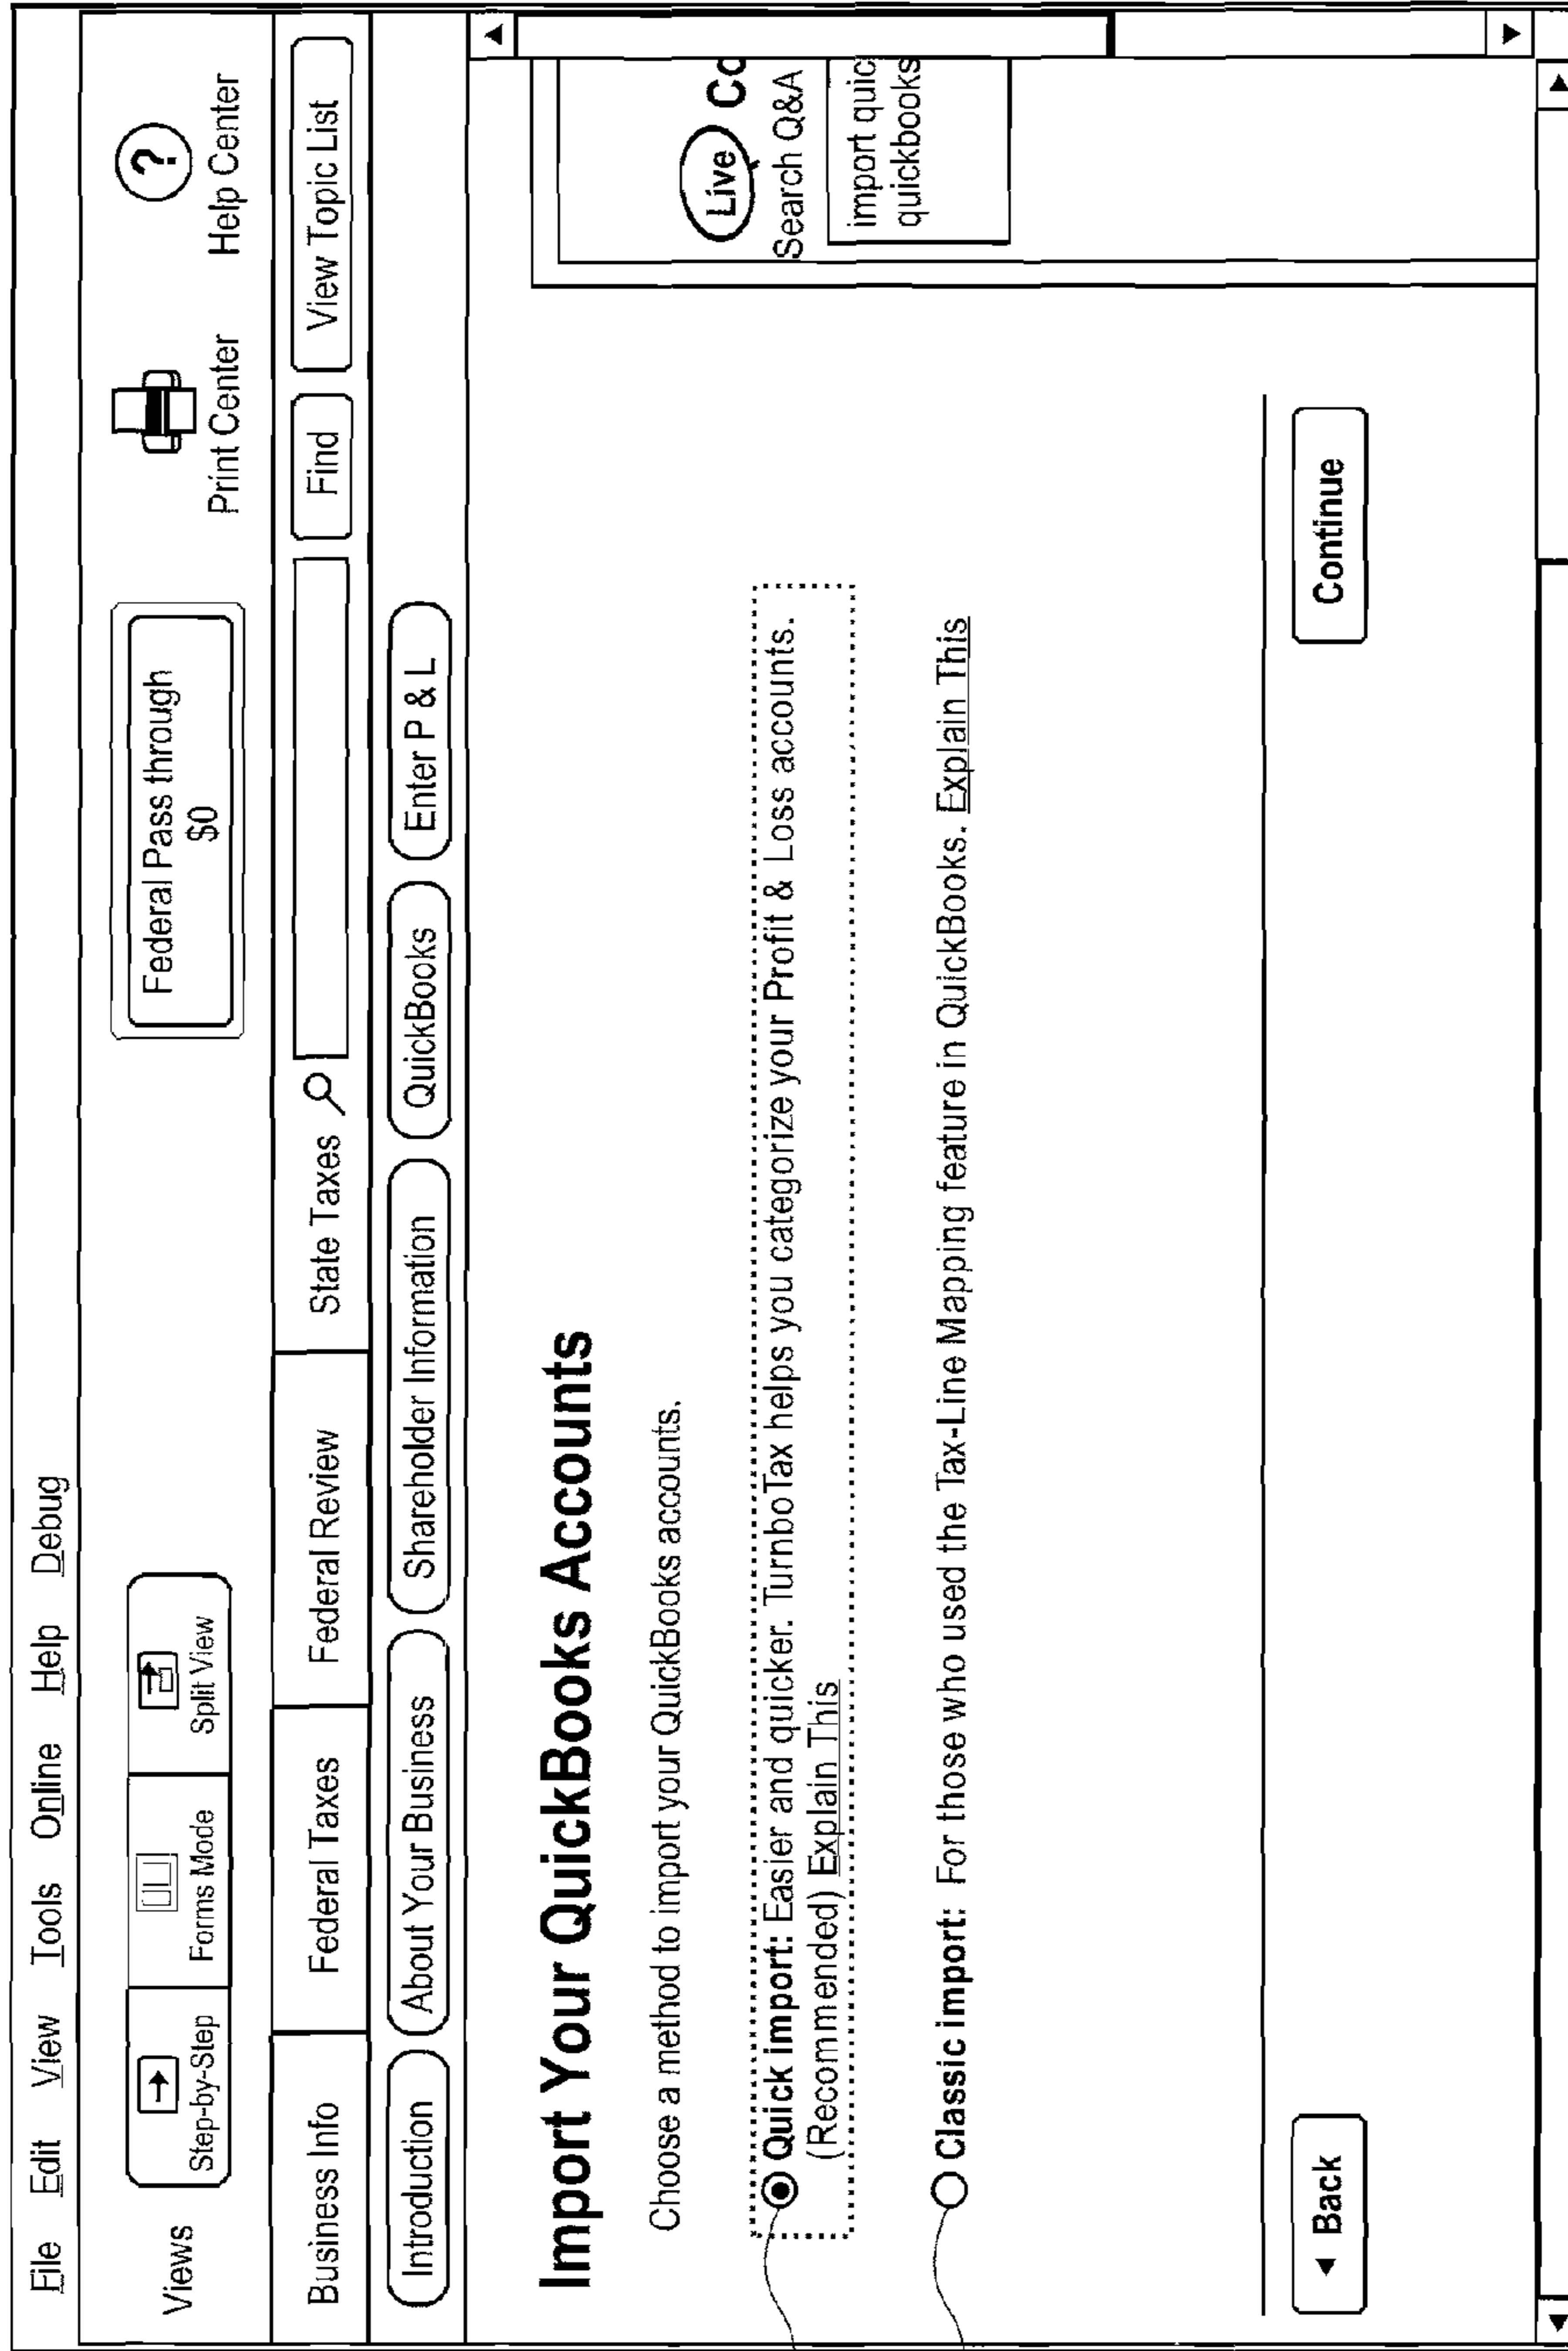 File Edit View Tools Online Help Debug
Views
Step-by-Step Forms Mode Split View
Federal Pass through
$0
Print Center
? Help Center
Business Info Federal Taxes Federal Review State Taxes Find View Topic List
Introduction About Your Business Shareholder Information QuickBooks Enter P & L
Import Your QuickBooks Accounts
Choose a method to import your QuickBooks accounts.
Quick import: Easier and quicker. TurnboTax helps you categorize your Profit & Loss accounts.
(Recommended) Explain This
Classic import: For those who used the Tax-Line Mapping feature in QuickBooks. Explain This
Live Co
Search Q&A
import quic
quickbooks
Back Continue